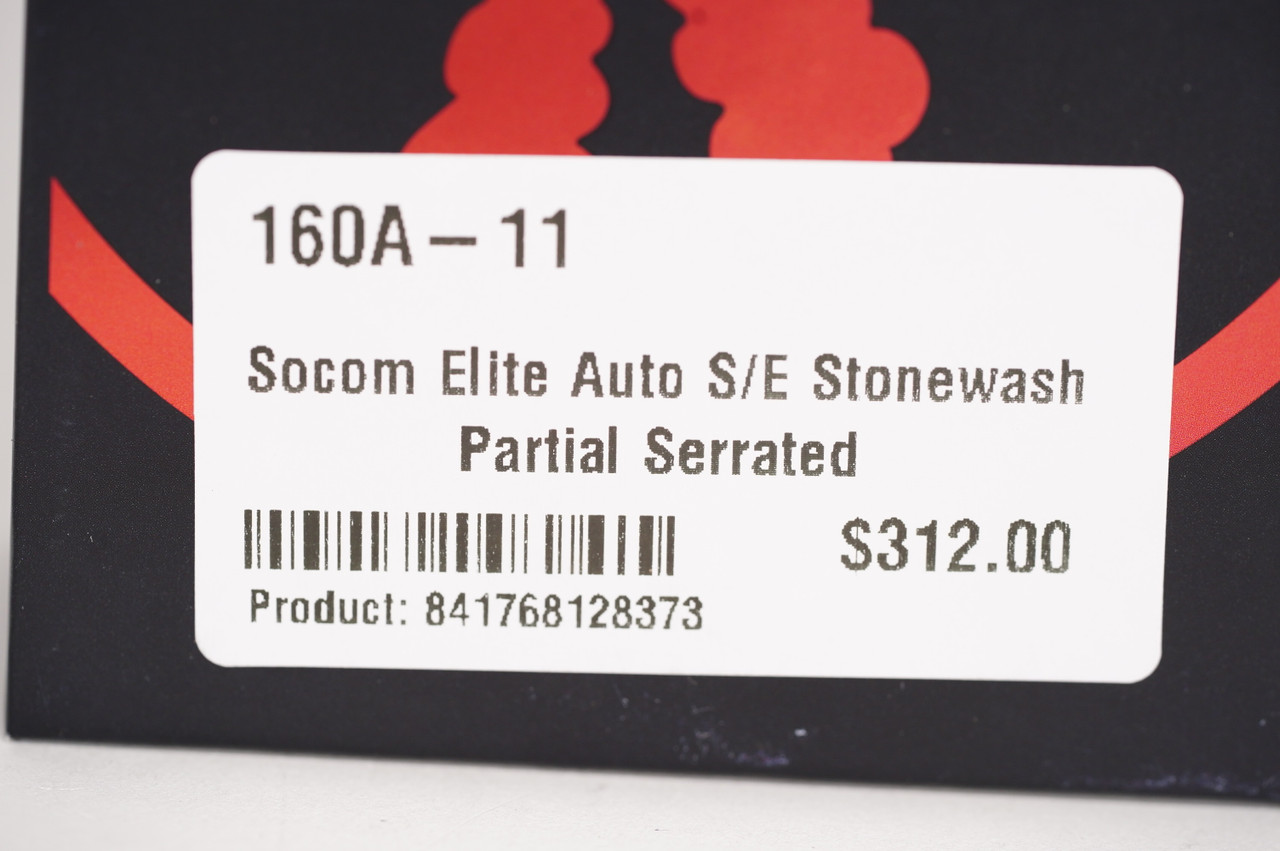 160A – 11
Socom Elite Auto S/E Stonewash
Partial Serrated
$312.00
Product: 841768128373